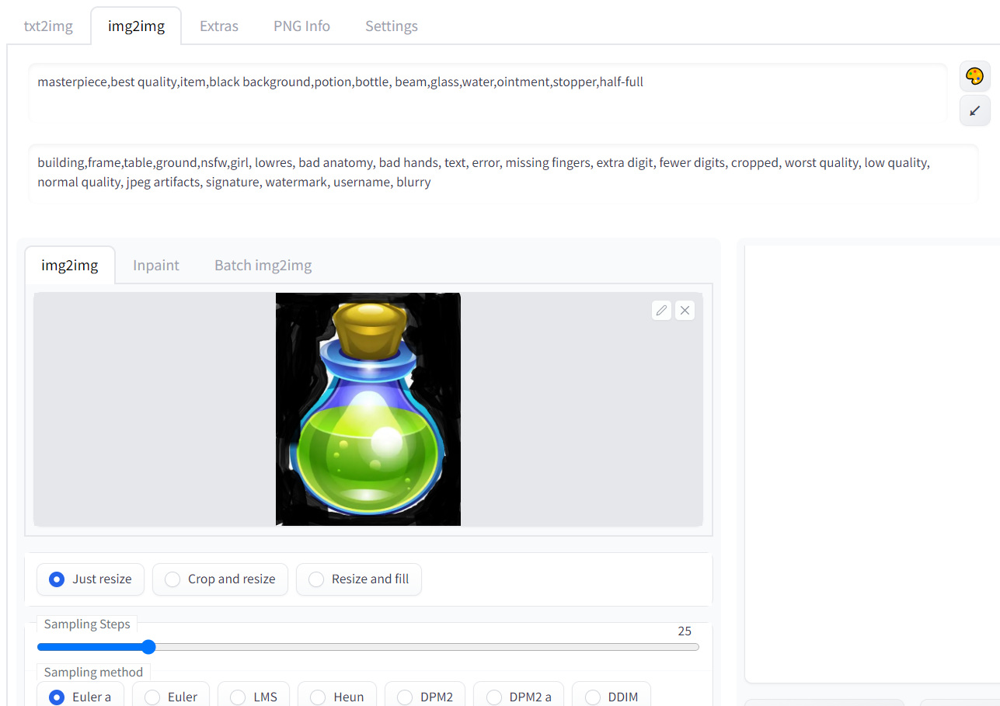 txt2img img2img Extras PNG Info Settings
masterpiece,best quality,item,black background,potion,bottle, beam,glass,water,ointment,stopper,half-full
building,frame,table,ground,nsfw,girl, lowres, bad anatomy, bad hands, text, error, missing fingers, extra digit, fewer digits, cropped, worst quality, low quality,
normal quality, jpeg artifacts, signature, watermark, username, blurry
img2img Inpaint Batch img2img
Just resize Crop and resize Resize and fill
Sampling Steps
25
Sampling method
Euler a Euler LMS Heun DPM2 DPM2 a DDIM